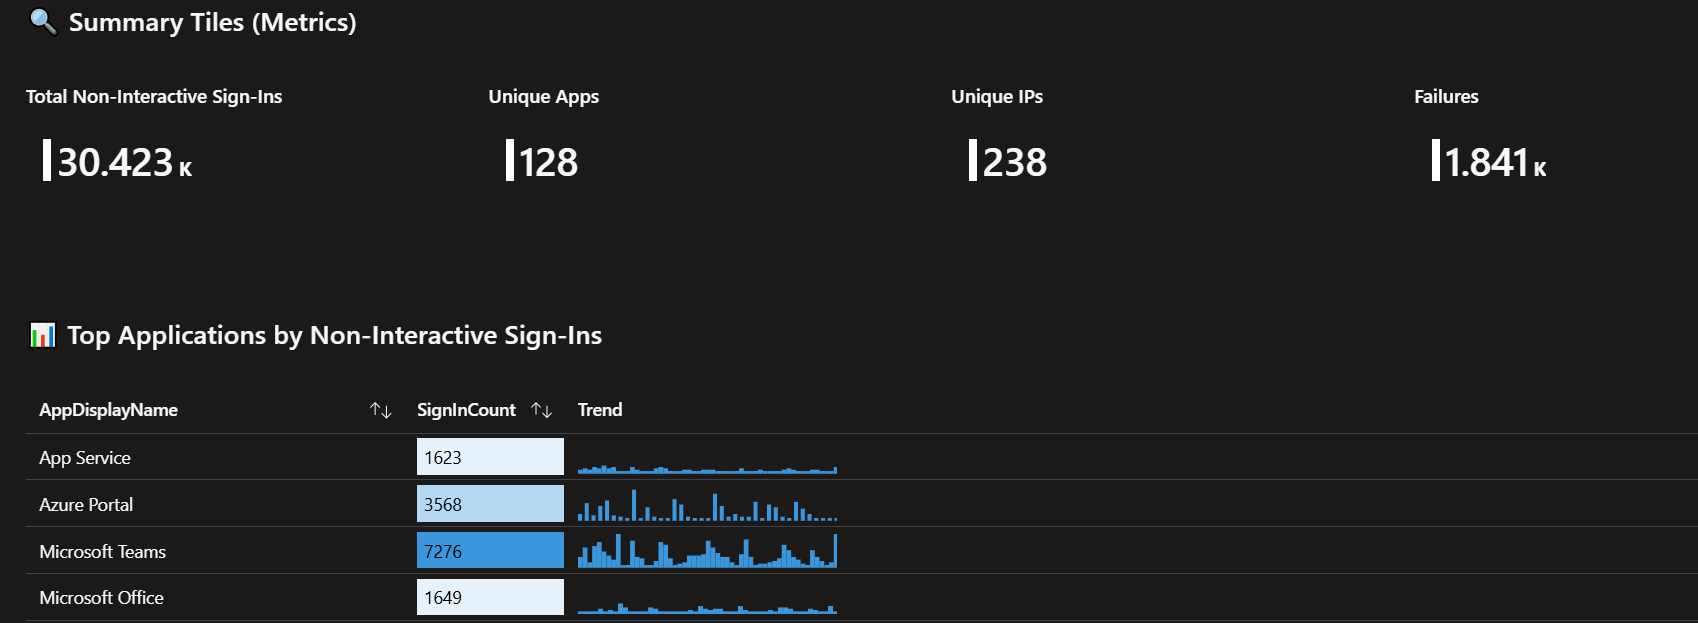 Summary Tiles (Metrics)
Total Non-Interactive Sign-Ins Unique Apps Unique IPs Failures
30.423 K 128 238 1.841 K
Top Applications by Non-Interactive Sign-Ins
AppDisplayName SignInCount Trend
App Service 1623
Azure Portal 3568
Microsoft Teams 7276
Microsoft Office 1649